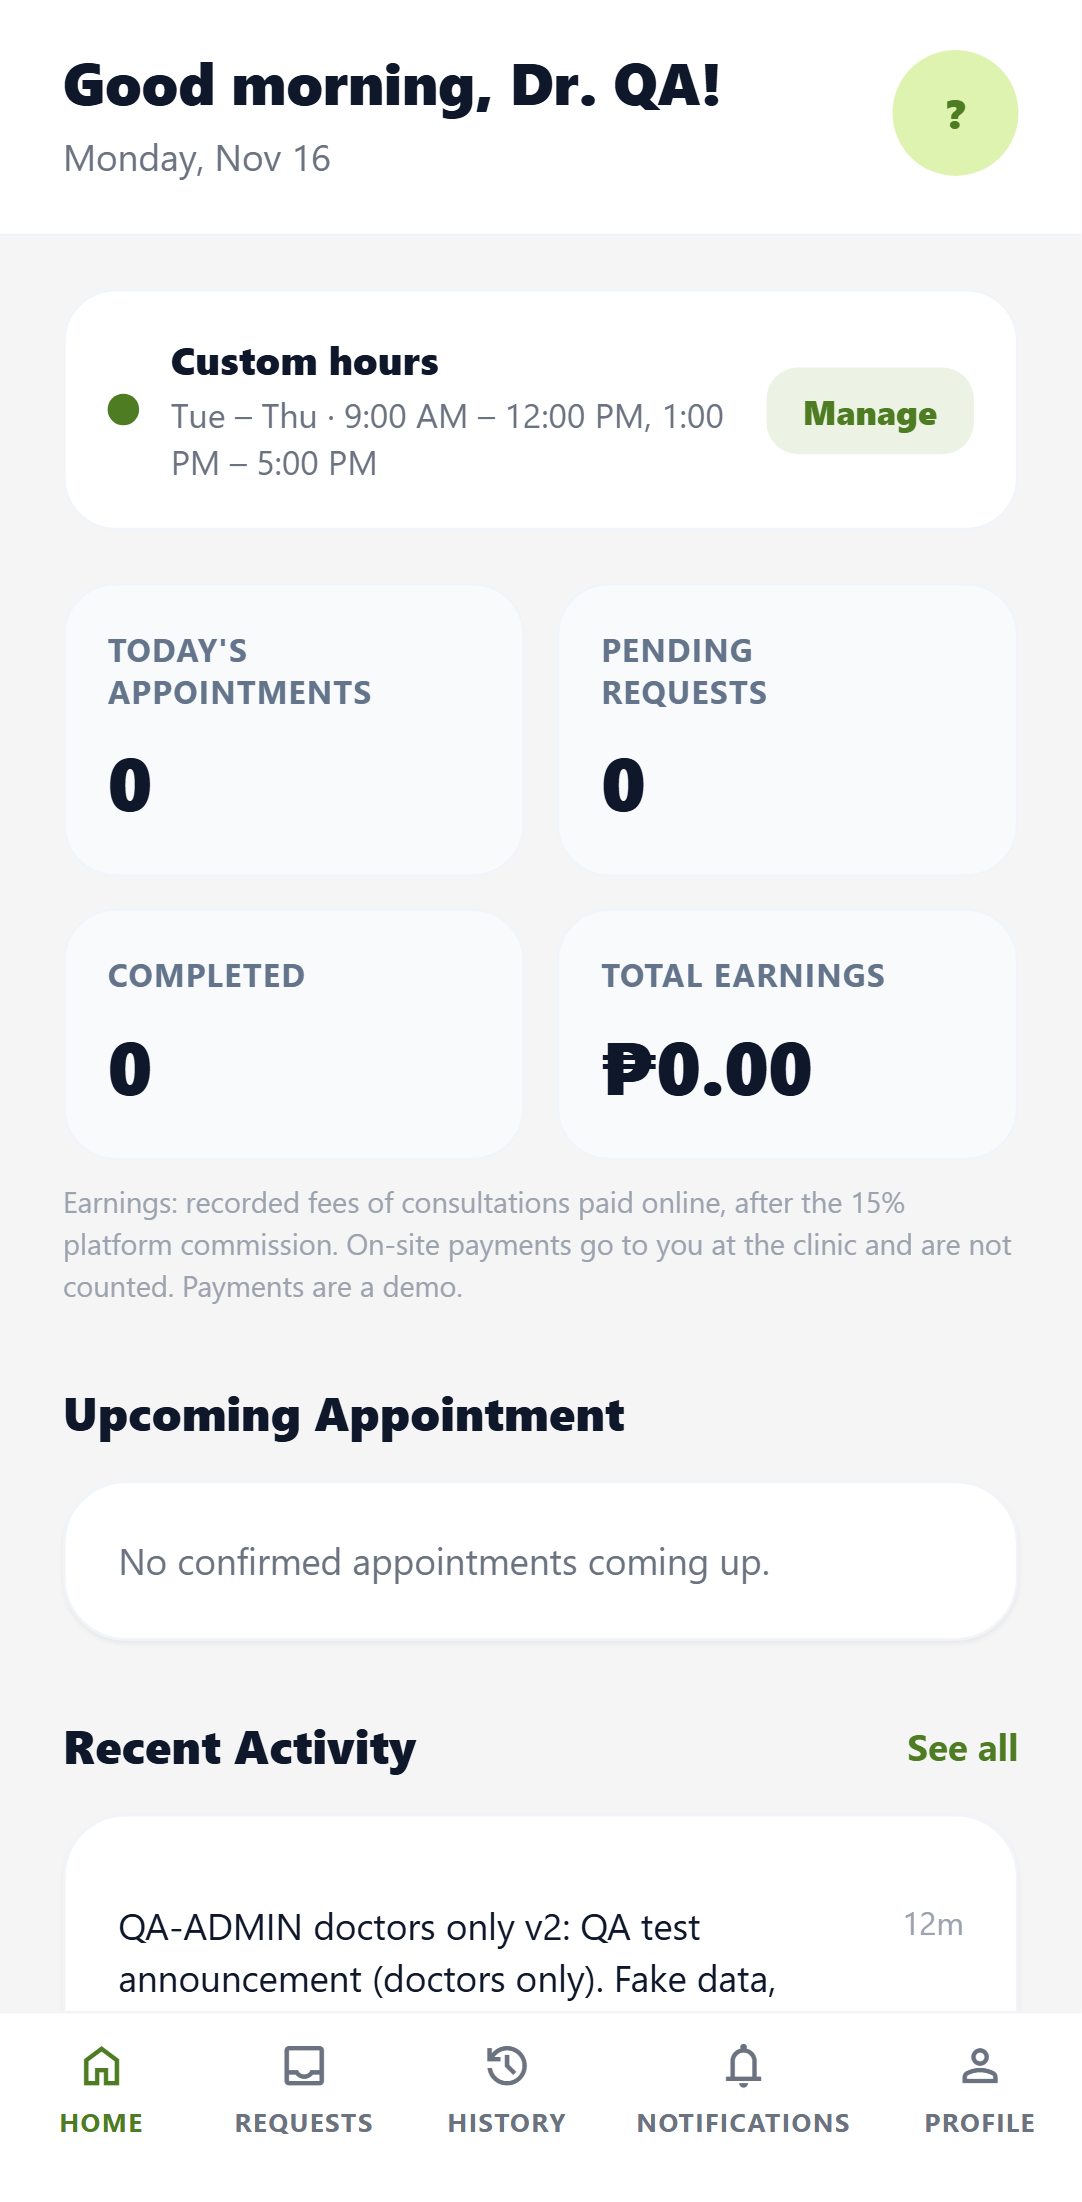 Good morning, Dr. QA!
Monday, Nov 16
?
Custom hours
Tue – Thu · 9:00 AM – 12:00 PM, 1:00
PM – 5:00 PM
Manage
TODAY'S
APPOINTMENTS
0
PENDING
REQUESTS
0
COMPLETED
0
TOTAL EARNINGS
₱0.00
Earnings: recorded fees of consultations paid online, after the 15%
platform commission. On-site payments go to you at the clinic and are not
counted. Payments are a demo.
Upcoming Appointment
No confirmed appointments coming up.
Recent Activity
See all
QA-ADMIN doctors only v2: QA test
announcement (doctors only). Fake data,
12m
HOME
REQUESTS
HISTORY
NOTIFICATIONS
PROFILE